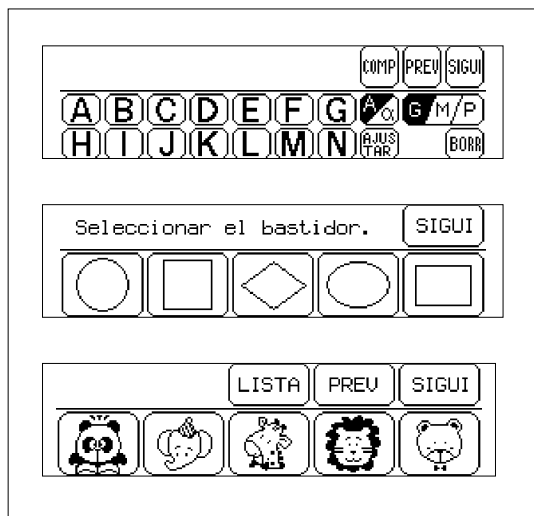 COMP PREV SIGUI
A B C D E F G A/α G/M/P
H I J K L M N AJUSTAR BORR
Seleccionar el bastidor. SIGUI
LISTA PREV SIGUI